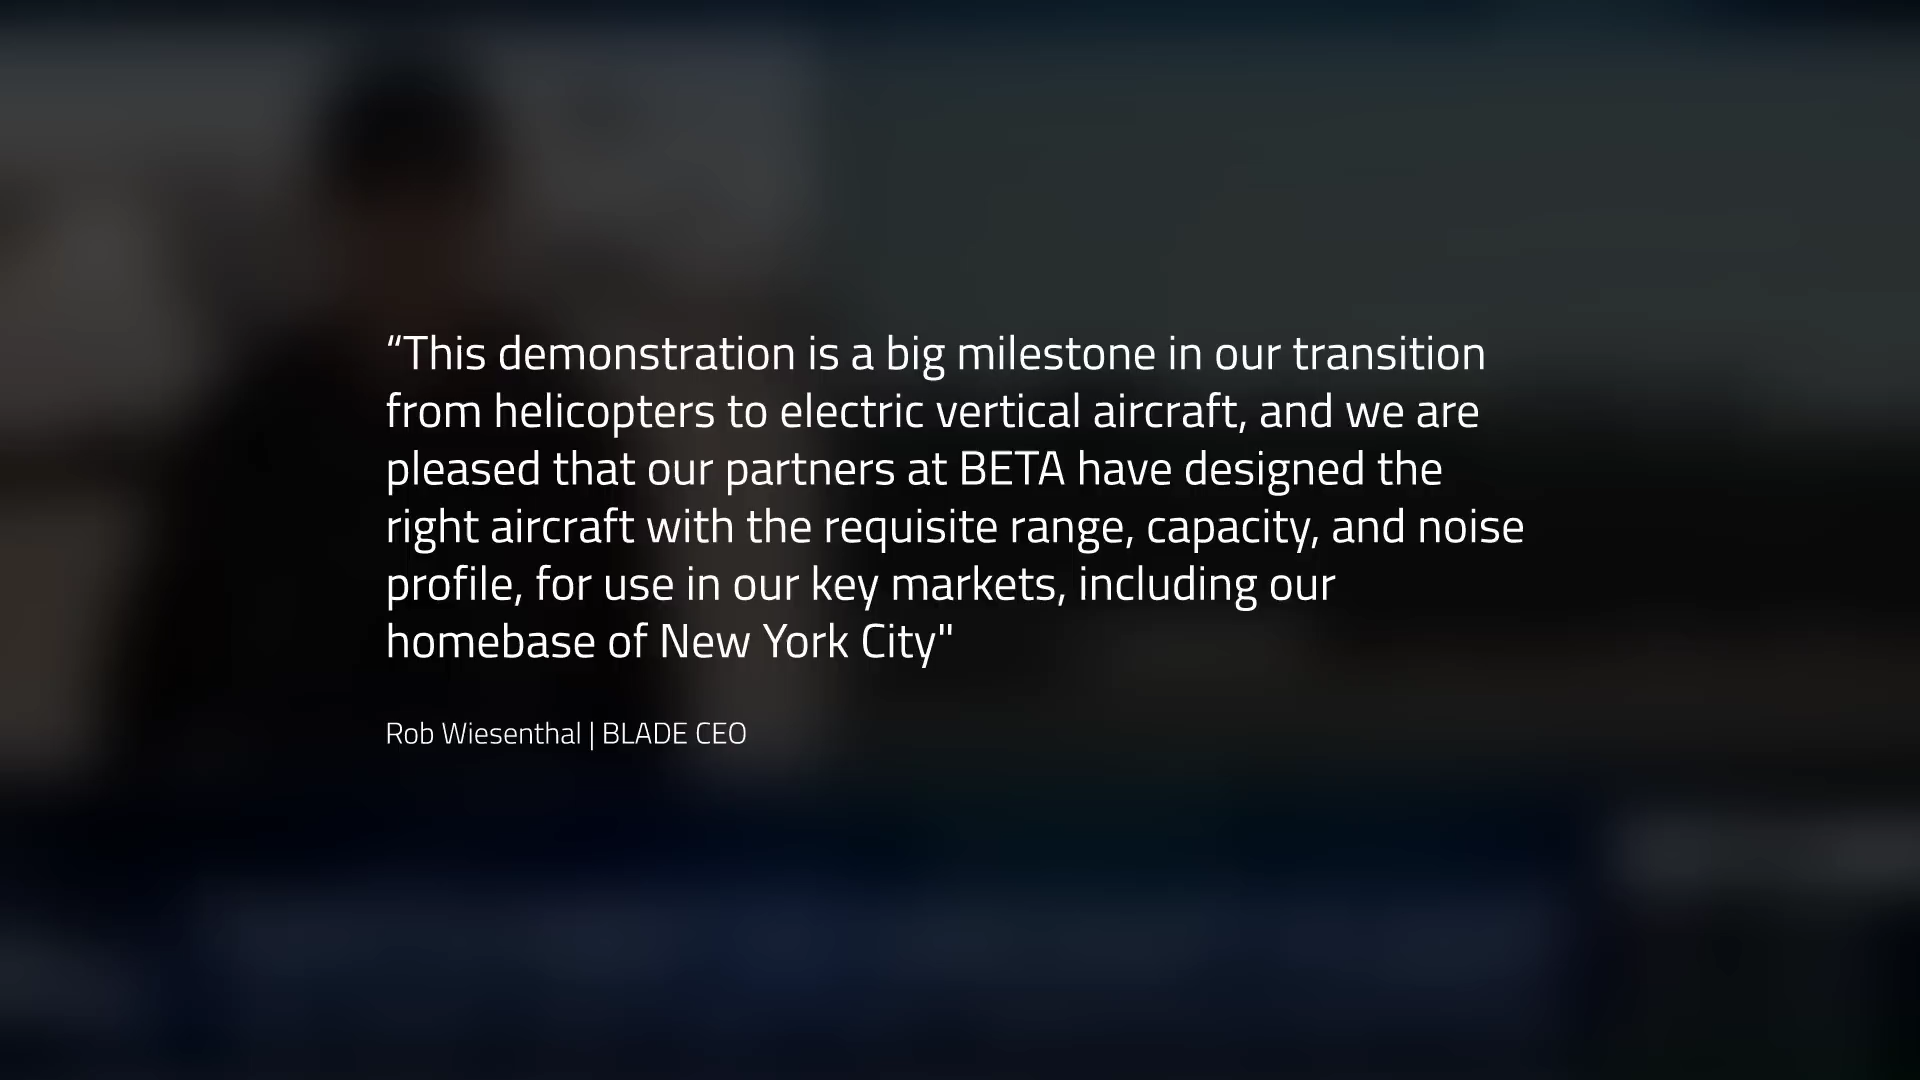 “This demonstration is a big milestone in our transition
from helicopters to electric vertical aircraft, and we are
pleased that our partners at BETA have designed the
right aircraft with the requisite range, capacity, and noise
profile, for use in our key markets, including our
homebase of New York City"
Rob Wiesenthal | BLADE CEO